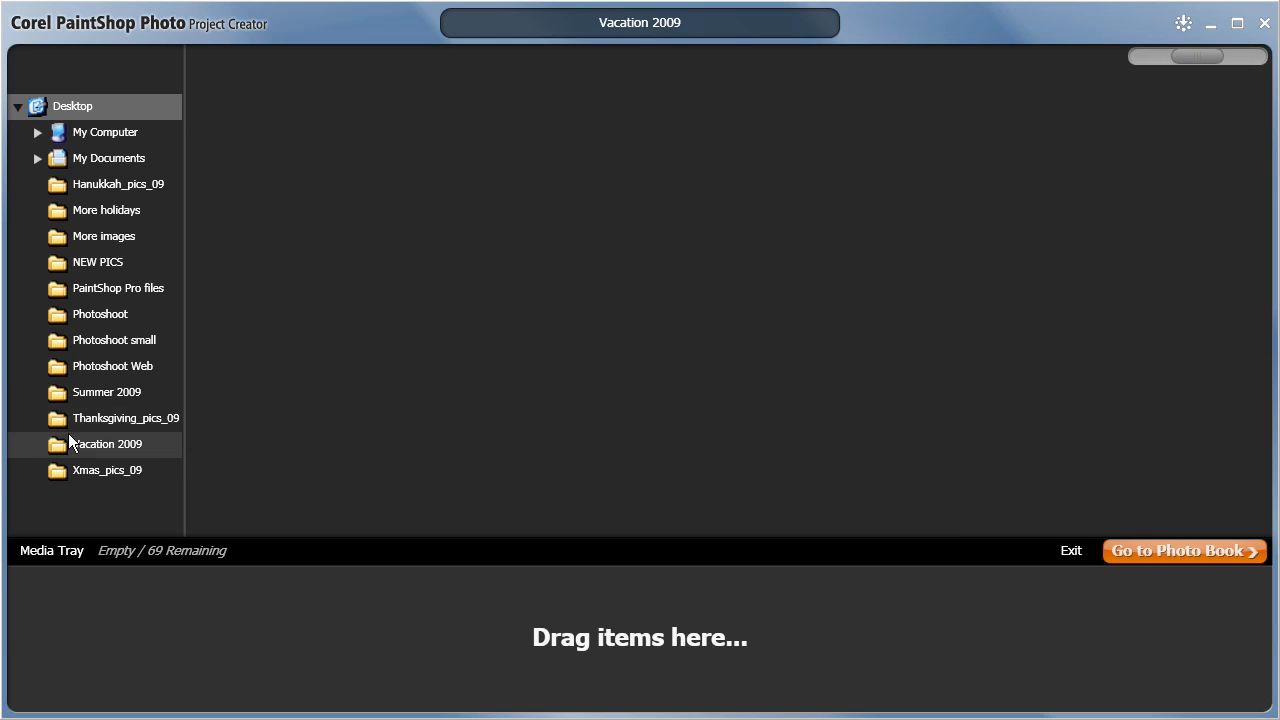 Corel PaintShop Photo Project Creator
Vacation 2009
Desktop
My Computer
My Documents
Hanukkah_pics_09
More holidays
More images
NEW PICS
PaintShop Pro files
Photoshoot
Photoshoot small
Photoshoot Web
Summer 2009
Thanksgiving_pics_09
Vacation 2009
Xmas_pics_09
Media Tray Empty / 69 Remaining Exit Go to Photo Book
Drag items here...